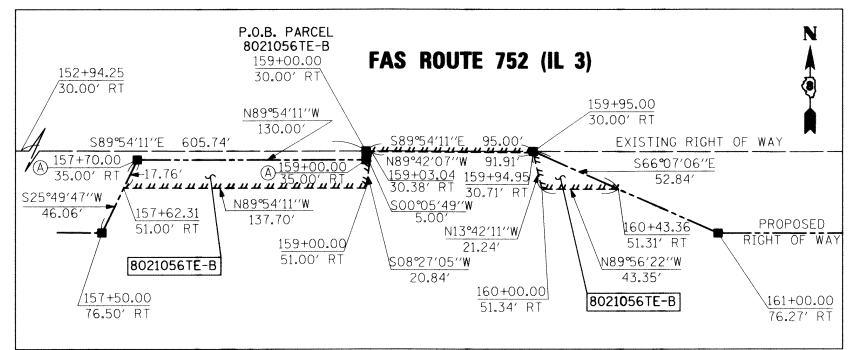 P.O.B. PARCEL
8021056TE-B
159+00.00
30.00' RT
FAS ROUTE 752 (IL 3)
N
8
152+94.25
30.00' RT
N89°54'11"W
130.00'
159+95.00
30.00' RT
S89°54'11"E 605.74'
S89°54'11"E 95.00'
EXISTING RIGHT OF WAY
A 157+70.00
35.00' RT
17.76'
A 159+00.00
35.00' RT
N89°42'07"W 91.91'
159+03.04
30.38' RT
159+94.95
30.71' RT
S66°07'06"E
52.84'
S25°49'47"W
46.06'
N89°54'11"W
137.70'
S00°05'49"W
5.00'
157+62.31
51.00' RT
159+00.00
51.00' RT
N13°42'11"W
21.24'
160+43.36
51.31' RT
PROPOSED
RIGHT OF WAY
8021056TE-B
S08°27'05"W
20.84'
N89°56'22"W
43.35'
157+50.00
76.50' RT
160+00.00
51.34' RT
8021056TE-B
161+00.00
76.27' RT